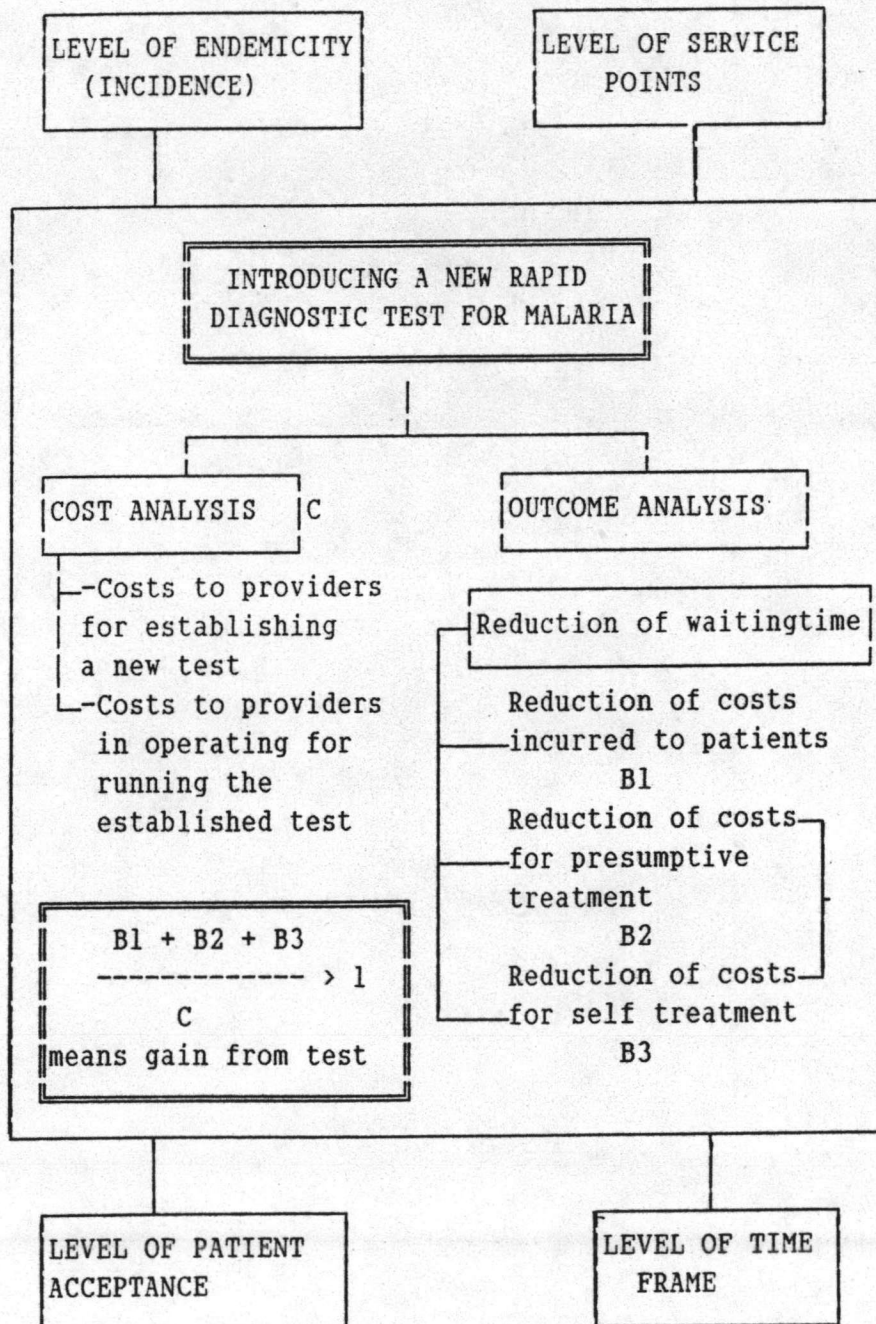 LEVEL OF ENDEMICITY
(INCIDENCE)
LEVEL OF SERVICE
POINTS
INTRODUCING A NEW RAPID
DIAGNOSTIC TEST FOR MALARIA
COST ANALYSIS C
-Costs to providers
for establishing
a new test
-Costs to providers
in operating for
running the
established test
B1 + B2 + B3
-------------- > 1
C
means gain from test
OUTCOME ANALYSIS
Reduction of waitingtime
Reduction of costs
incurred to patients
B1
Reduction of costs
for presumptive
treatment
B2
Reduction of costs
for self treatment
B3
LEVEL OF PATIENT
ACCEPTANCE
LEVEL OF TIME
FRAME